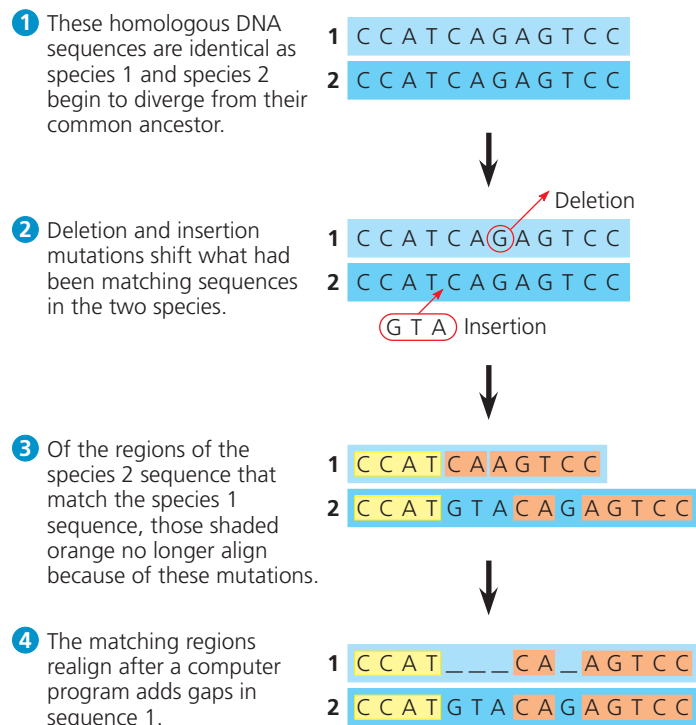 1 These homologous DNA
sequences are identical as
species 1 and species 2
begin to diverge from their
common ancestor.
1 C C A T C A G A G T C C
2 C C A T C A G A G T C C
Deletion
2 Deletion and insertion
mutations shift what had
been matching sequences
in the two species.
1 C C A T C A G A G T C C
2 C C A T C A G A G T C C
G T A Insertion
3 Of the regions of the
species 2 sequence that
match the species 1
sequence, those shaded
orange no longer align
because of these mutations.
1 C C A T C A A G T C C
2 C C A T G T A C A G A G T C C
4 The matching regions
realign after a computer
program adds gaps in
sequence 1.
1 C C A T _ _ _ C A _ A G T C C
2 C C A T G T A C A G A G T C C